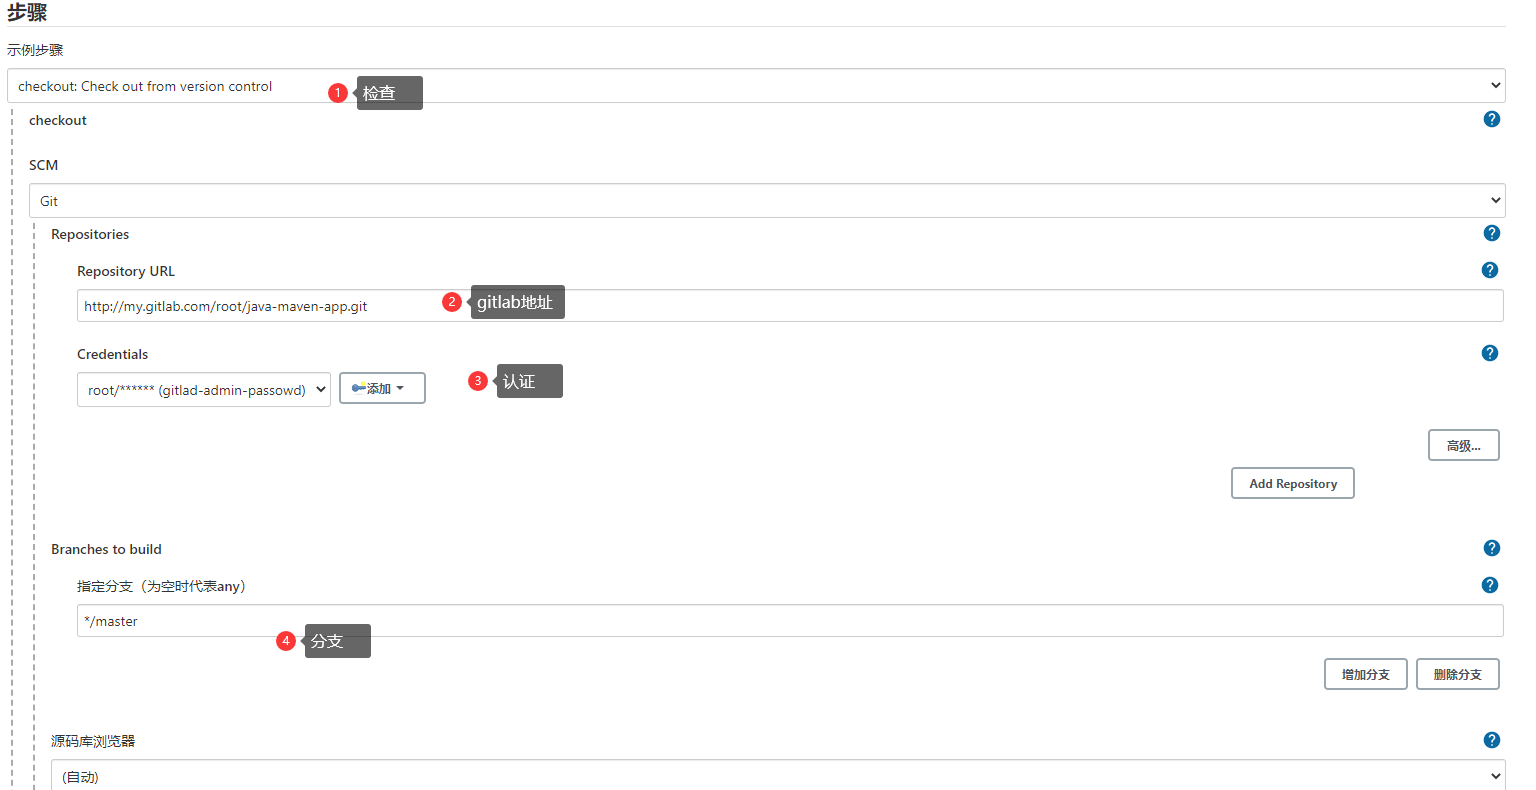 步骤
示例步骤
checkout: Check out from version control
1 检查
checkout
SCM
Git
Repositories
Repository URL
http://my.gitlab.com/root/java-maven-app.git
2 gitlab地址
Credentials
root/****** (gitlad-admin-passowd)
添加
3 认证
高级...
Add Repository
Branches to build
指定分支（为空时代表any）
*/master
4 分支
增加分支 删除分支
源码库浏览器
(自动)